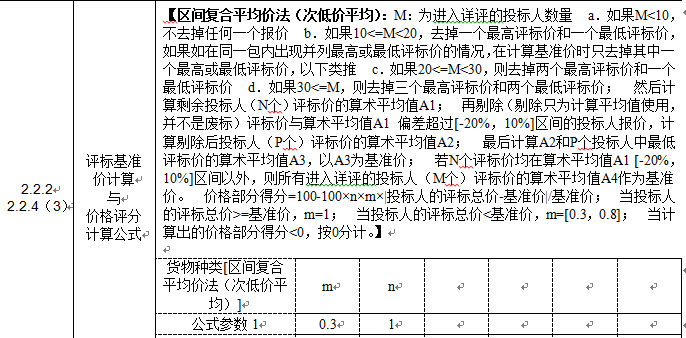 2.2.2
2.2.4（3）
评标基准
价计算
与
价格评分
计算公式
【区间复合平均价法（次低价平均）：M：为进入详评的投标人数量　a．如果M<10，
不去掉任何一个报价　b．如果10<=M<20，去掉一个最高评标价和一个最低评标价，
如果如在同一包内出现并列最高或最低评标价的情况，在计算基准价时只去掉其中一
个最高或最低评标价，以下类推　c．如果20<=M<30，则去掉两个最高评标价和一个
最低评标价　d．如果30<=M，则去掉三个最高评标价和两个最低评标价；　然后计
算剩余投标人（N个）评标价的算术平均值A1；　再剔除（剔除只为计算平均值使用，
并不是废标）评标价与算术平均值A1 偏差超过[-20%，10%]区间的投标人报价，计
算剔除后投标人（P个）评标价的算术平均值A2；　最后计算A2和P个投标人中最低
评标价的算术平均值A3，以A3为基准价；　若N个评标价均在算术平均值A1 [-20%，
10%]区间以外，则所有进入详评的投标人（M个）评标价的算术平均值A4作为基准
价。　价格部分得分=100-100×n×m×|投标人的评标总价-基准价|/基准价；　当投标人
的评标总价>=基准价，m=1；　当投标人的评标总价<基准价，m=[0.3，0.8]；　当计
算出的价格部分得分<0，按0分计。】
货物种类[区间复合
平均价法（次低价平
均）]
m
n
公式参数 1
0.3
1